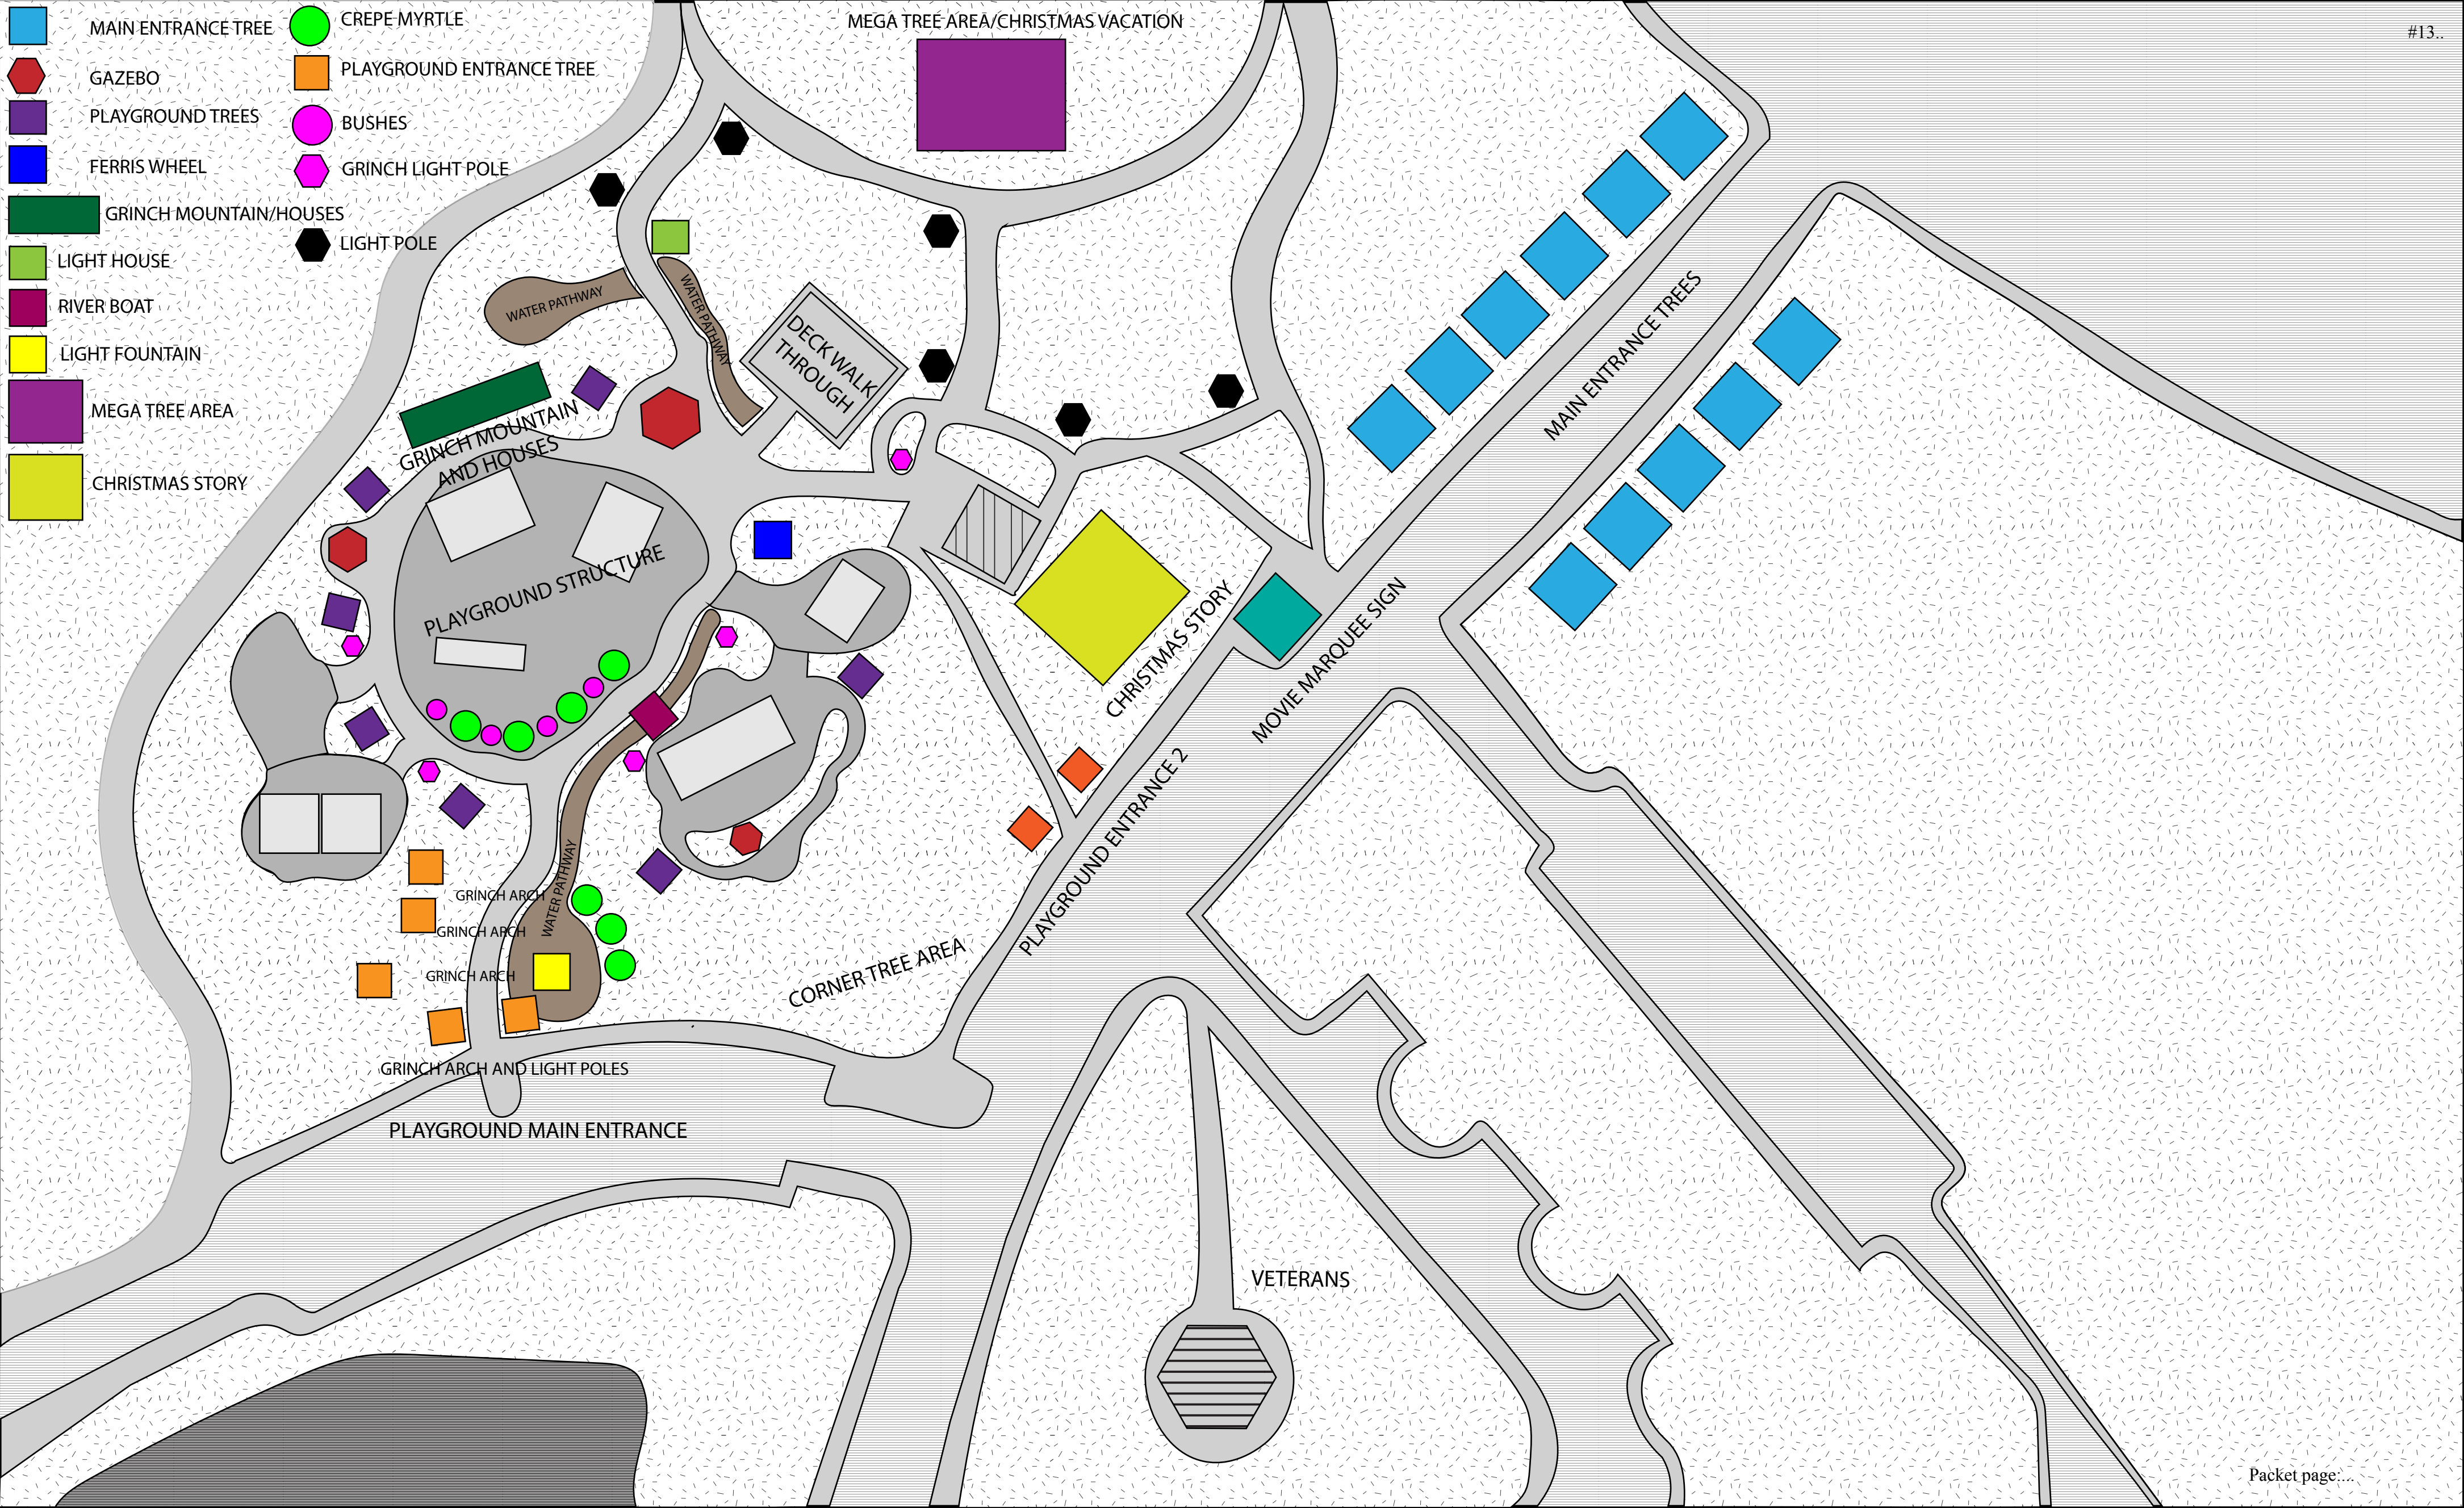 MAIN ENTRANCE TREE
GAZEBO
PLAYGROUND TREES
FERRIS WHEEL
GRINCH MOUNTAIN/HOUSES
LIGHT HOUSE
RIVER BOAT
LIGHT FOUNTAIN
MEGA TREE AREA
CHRISTMAS STORY
CREPE MYRTLE
PLAYGROUND ENTRANCE TREE
BUSHES
GRINCH LIGHT POLE
LIGHT POLE
MEGA TREE AREA/CHRISTMAS VACATION
#13..
WATER PATHWAY
WATER PATHWAY
DECK WALK
THROUGH
GRINCH MOUNTAIN
AND HOUSES
PLAYGROUND STRUCTURE
MAIN ENTRANCE TREES
CHRISTMAS STORY
MOVIE MARQUEE SIGN
PLAYGROUND ENTRANCE 2
WATER PATHWAY
GRINCH ARCH
GRINCH ARCH
GRINCH ARCH
CORNER TREE AREA
GRINCH ARCH AND LIGHT POLES
PLAYGROUND MAIN ENTRANCE
VETERANS
Packet page:...